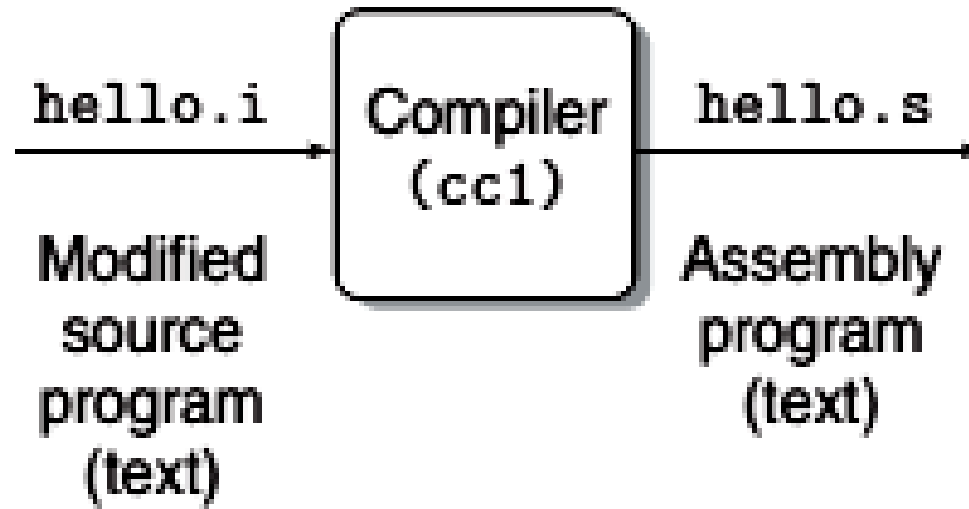 hello.i
Modified
source
program
(text)
Compiler
(cc1)
hello.s
Assembly
program
(text)